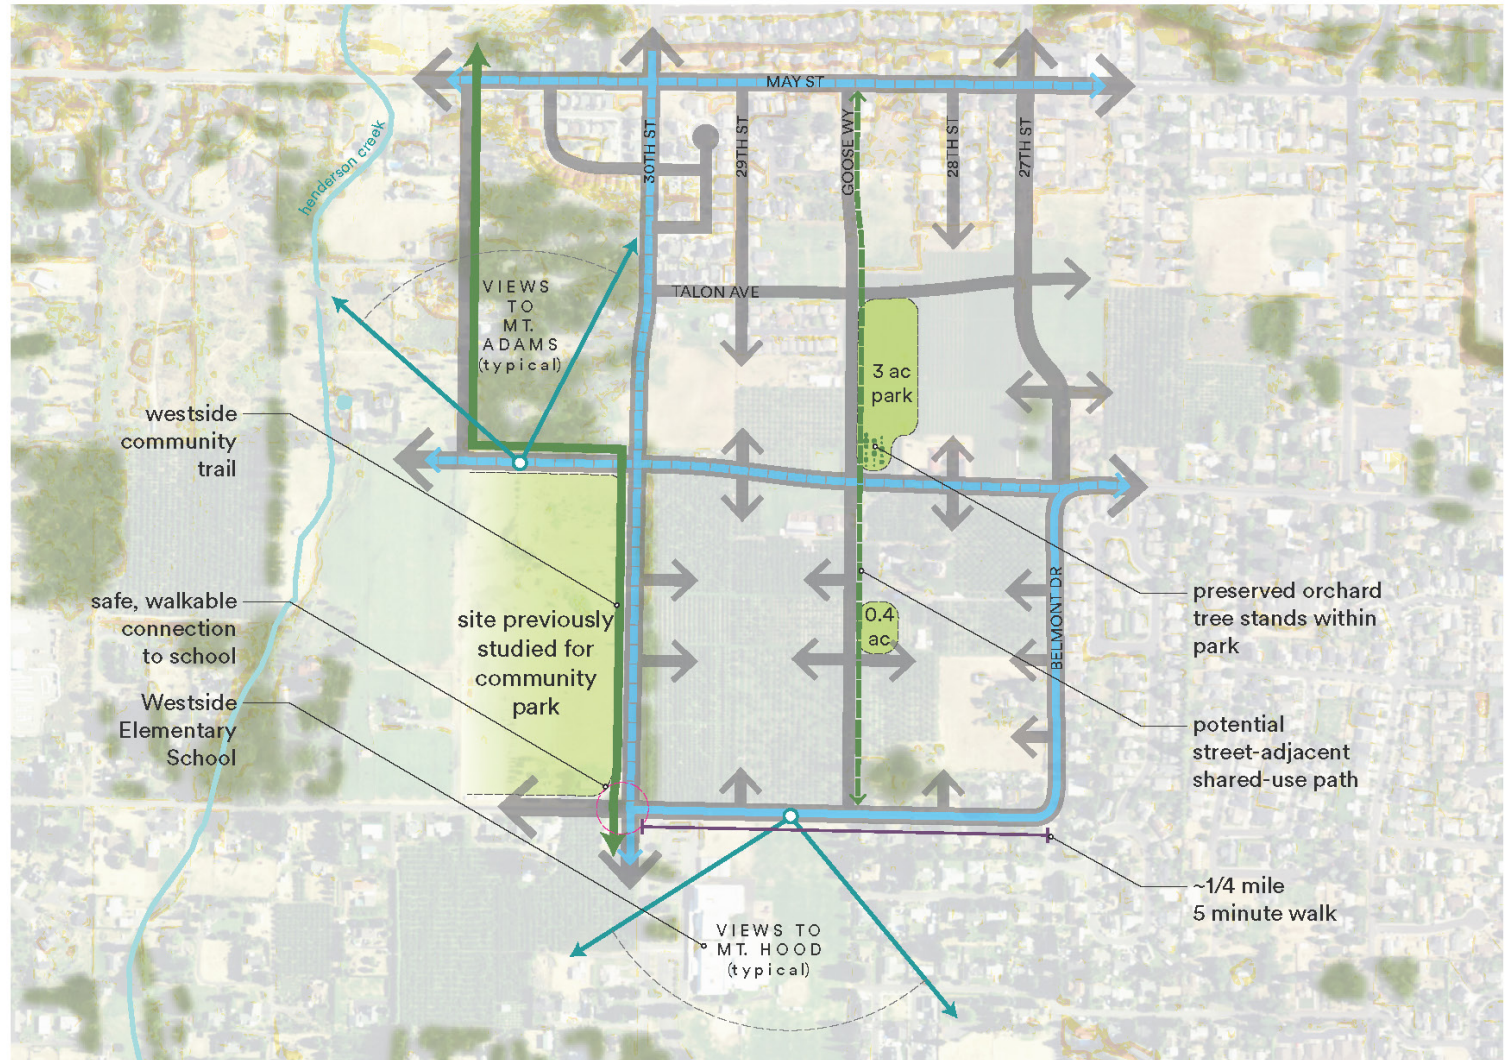 MAY ST
henderson creek
30TH ST
29TH ST
GOOSE WY
28TH ST
27TH ST
VIEWS
TO
MT.
ADAMS
(typical)
TALON AVE
3 ac
park
westside
community
trail
safe, walkable
connection
to school
Westside
Elementary
School
site previously
studied for
community
park
0.4
ac
BELMONT DR
preserved orchard
tree stands within
park
potential
street-adjacent
shared-use path
~1/4 mile
5 minute walk
VIEWS TO
MT. HOOD
(typical)